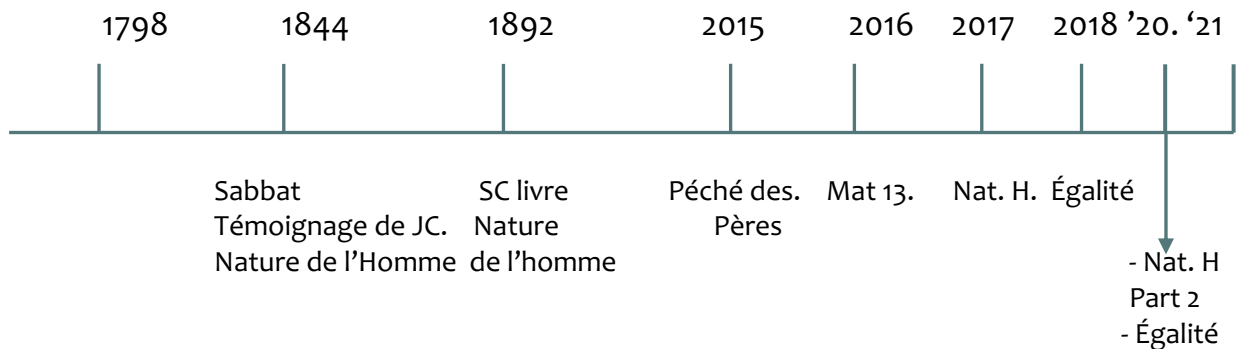 1798 1844 1892 2015 2016 2017 2018 ’20. ‘21
Sabbat SC livre Péché des. Mat 13. Nat. H. Égalité
Témoignage de JC. Nature Pères
Nature de l’Homme de l’homme
- Nat. H
Part 2
- Égalité